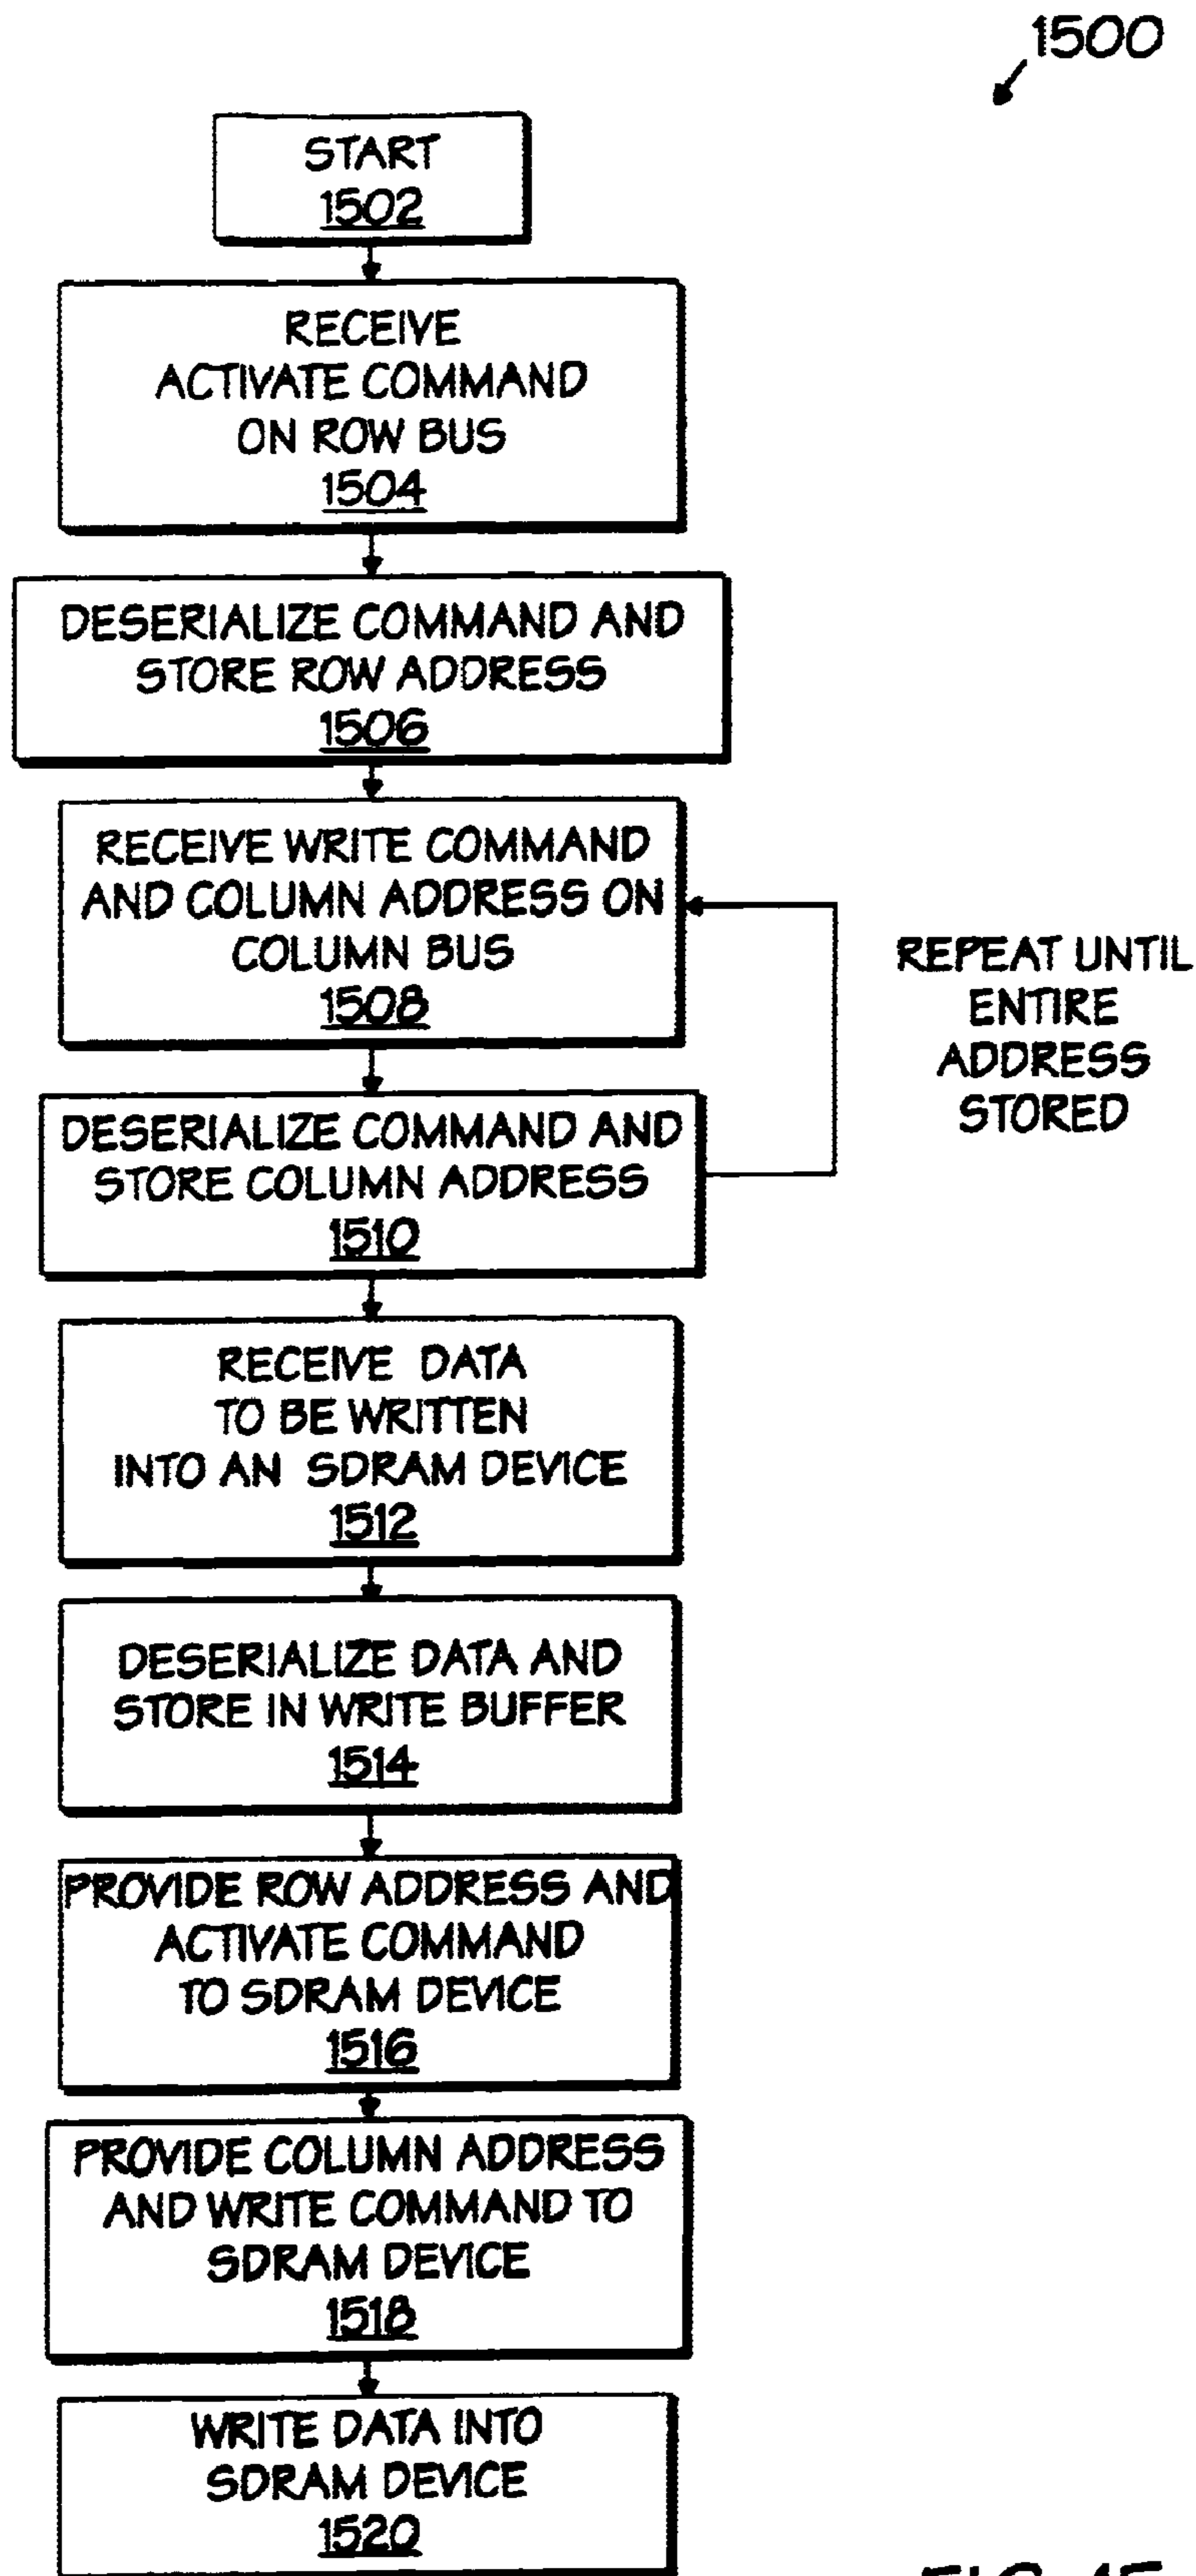 1500
START
1502
RECEIVE
ACTIVATE COMMAND
ON ROW BUS
1504
DESERIALIZE COMMAND AND
STORE ROW ADDRESS
1506
RECEIVE WRITE COMMAND
AND COLUMN ADDRESS ON
COLUMN BUS
1508
REPEAT UNTIL
ENTIRE
ADDRESS
STORED
DESERIALIZE COMMAND AND
STORE COLUMN ADDRESS
1510
RECEIVE DATA
TO BE WRITTEN
INTO AN SDRAM DEVICE
1512
DESERIALIZE DATA AND
STORE IN WRITE BUFFER
1514
PROVIDE ROW ADDRESS AND
ACTIVATE COMMAND
TO SDRAM DEVICE
1516
PROVIDE COLUMN ADDRESS
AND WRITE COMMAND TO
SDRAM DEVICE
1518
WRITE DATA INTO
SDRAM DEVICE
1520